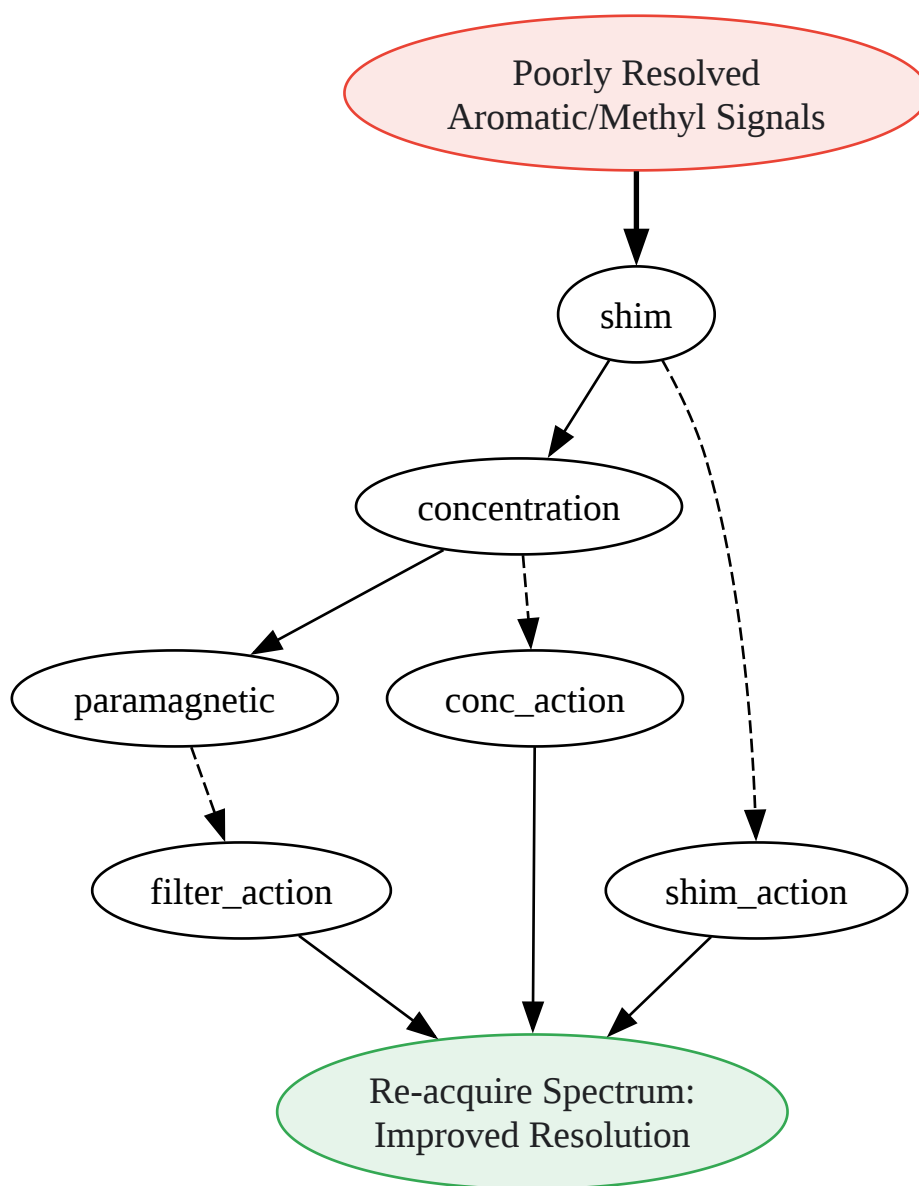 Poorly Resolved
Aromatic/Methyl Signals
shim
concentration
paramagnetic
conc_action
filter_action
shim_action
Re-acquire Spectrum:
Improved Resolution